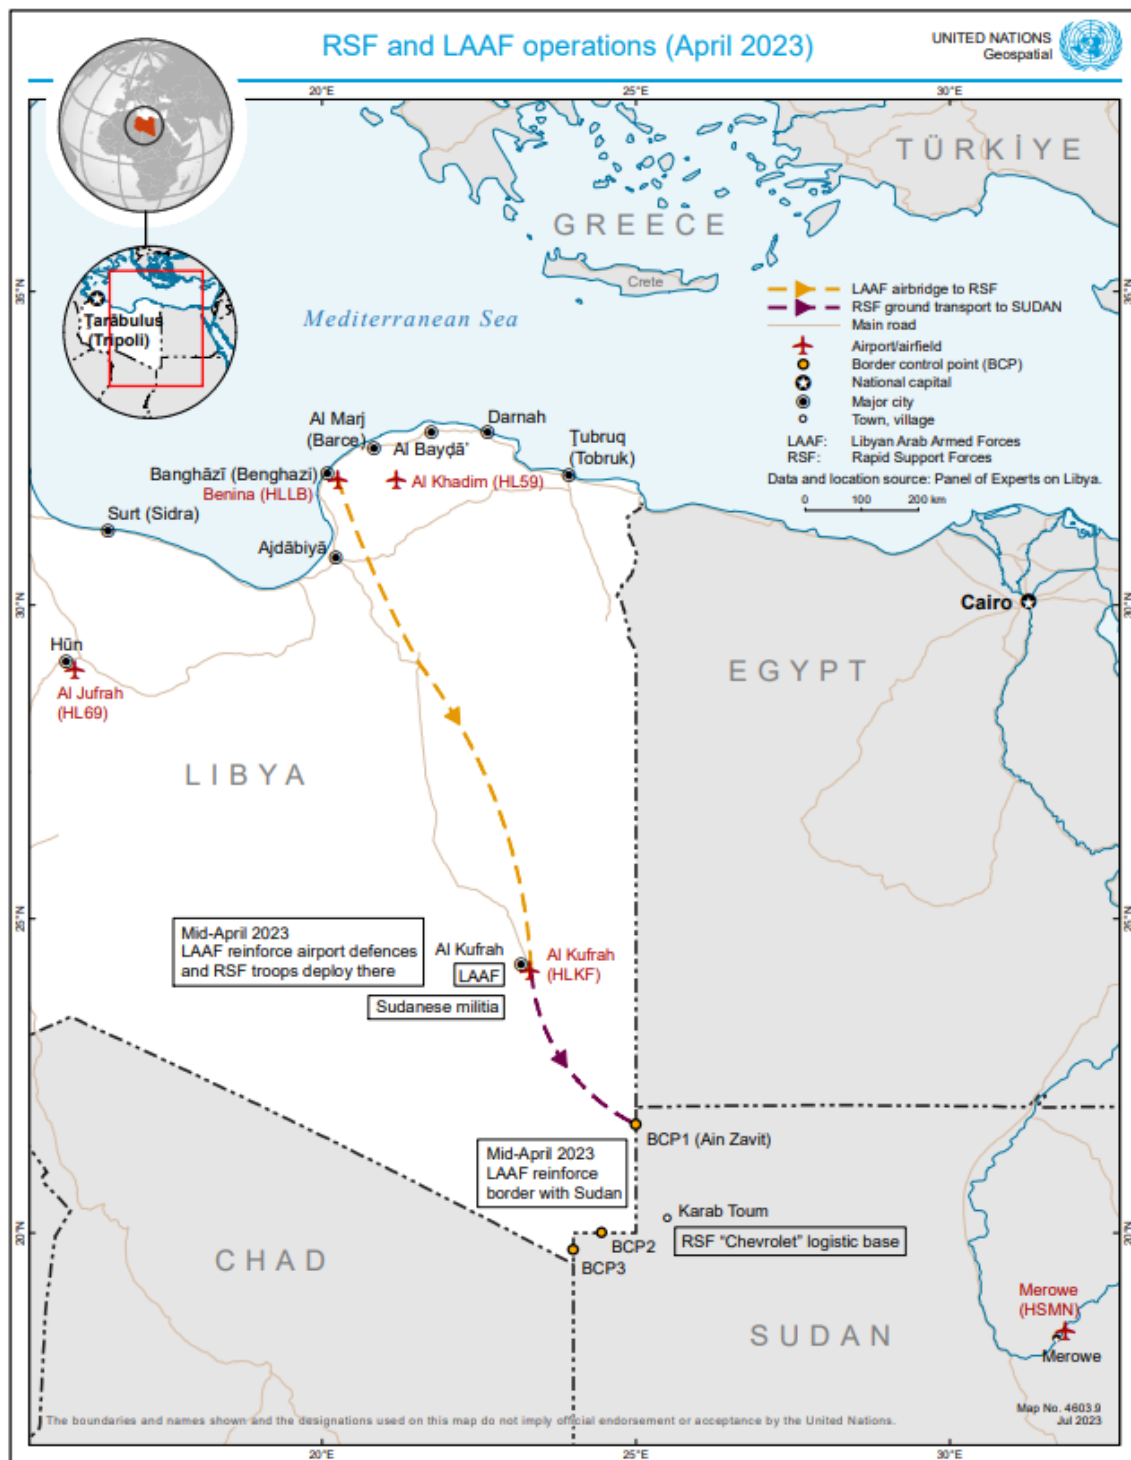 RSF and LAAF operations (April 2023)
UNITED NATIONS
Geospatial
20°E
25°E
30°E
TÜRKİYE
GREECE
Crete
35°N
35°N
Mediterranean Sea
Ţarābulus
(Tripoli)
LAAF airbridge to RSF
RSF ground transport to SUDAN
Main road
Airport/airfield
Border control point (BCP)
National capital
Major city
Town, village
LAAF: Libyan Arab Armed Forces
RSF: Rapid Support Forces
Data and location source: Panel of Experts on Libya.
0 100 200 km
Al Marj
(Barce)
Darnah
Al Bayḑā’
Ţubruq
(Tobruk)
Banghāzī (Benghazi)
Benina (HLLB)
Al Khadim (HL59)
Surt (Sidra)
Ajdābiyā
30°N
30°N
Cairo
Hūn
Al Jufrah
(HL69)
EGYPT
LIBYA
25°N
25°N
Mid-April 2023
LAAF reinforce airport defences
and RSF troops deploy there
Al Kufrah
LAAF
Al Kufrah
(HLKF)
Sudanese militia
BCP1 (Ain Zavit)
Mid-April 2023
LAAF reinforce
border with Sudan
Karab Toum
RSF "Chevrolet" logistic base
20°N
20°N
BCP2
BCP3
CHAD
SUDAN
Merowe
(HSMN)
Merowe
The boundaries and names shown and the designations used on this map do not imply official endorsement or acceptance by the United Nations.
Map No. 4603.9
Jul 2023
20°E
25°E
30°E